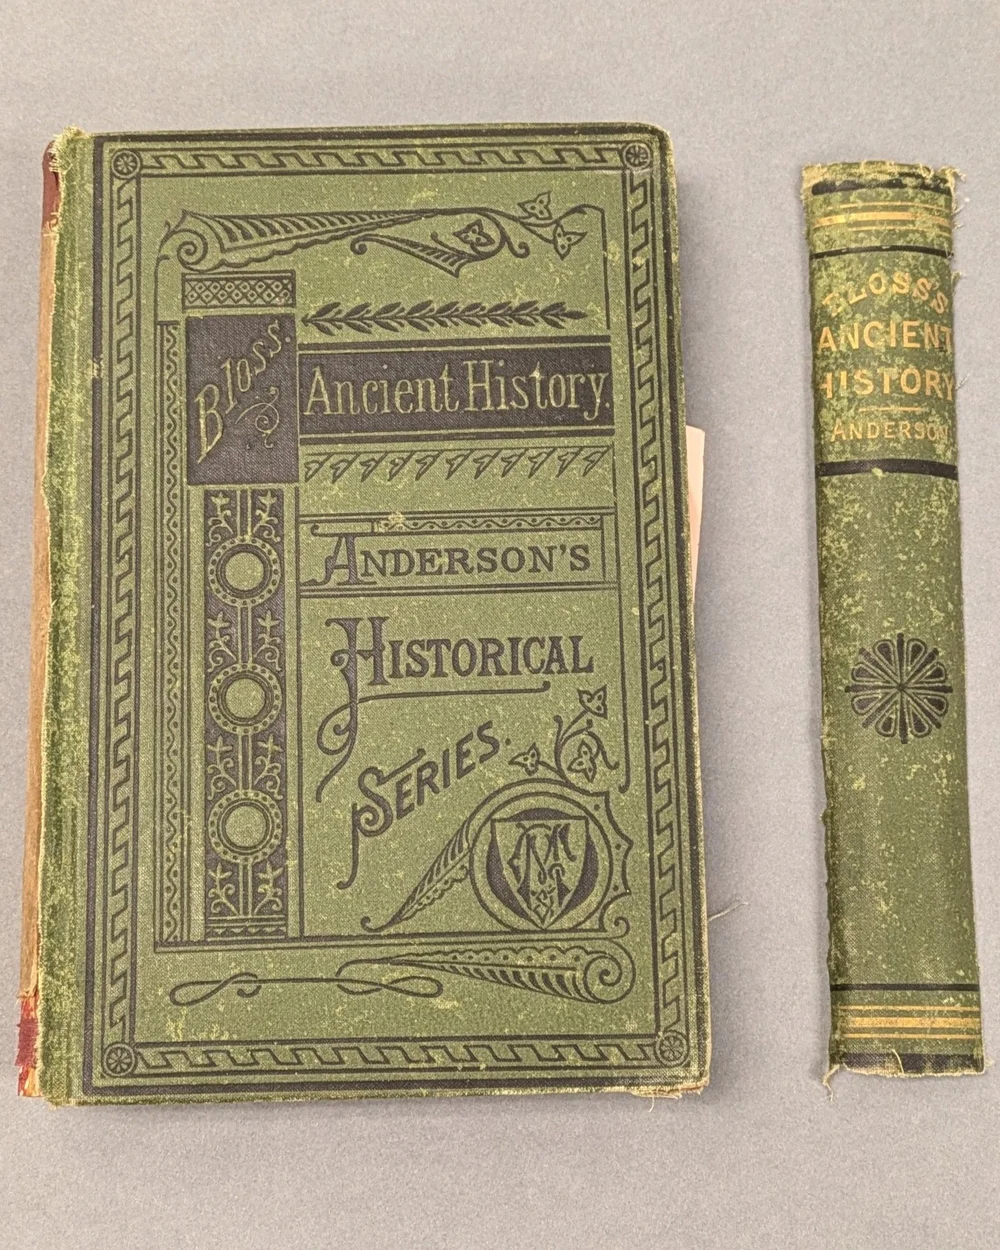 Bloss.
Ancient History.
ANDERSON'S
HISTORICAL
SERIES.
BLOSS'S
ANCIENT
HISTORY
ANDERSON